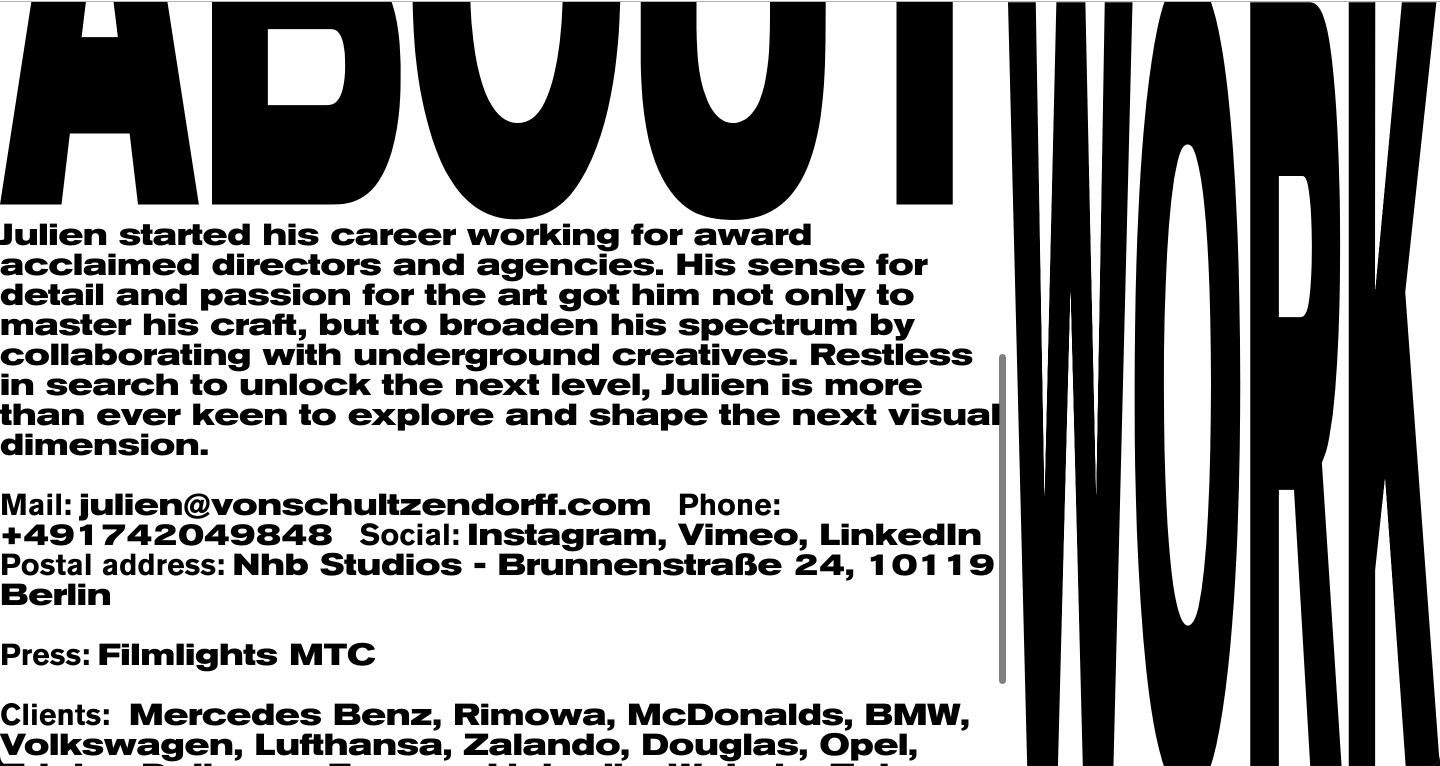 ABOUT
WORK
Julien started his career working for award
acclaimed directors and agencies. His sense for
detail and passion for the art got him not only to
master his craft, but to broaden his spectrum by
collaborating with underground creatives. Restless
in search to unlock the next level, Julien is more
than ever keen to explore and shape the next visual
dimension.
Mail: julien@vonschultzendorff.com Phone:
+491742049848 Social: Instagram, Vimeo, LinkedIn
Postal address: Nhb Studios - Brunnenstraße 24, 10119
Berlin
Press: Filmlights MTC
Clients: Mercedes Benz, Rimowa, McDonalds, BMW,
Volkswagen, Lufthansa, Zalando, Douglas, Opel,